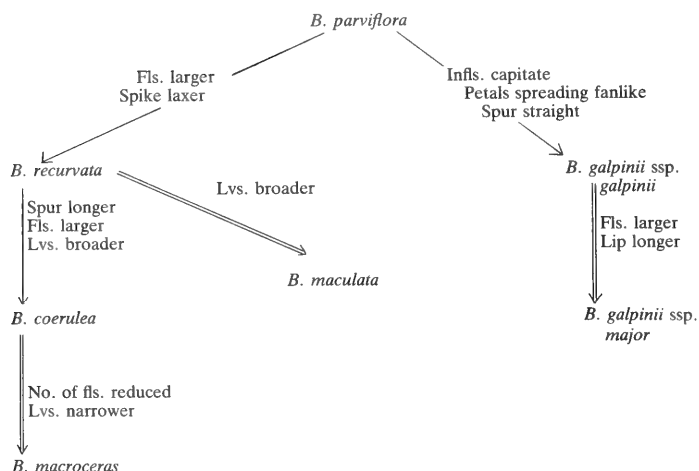 B. parviflora
Fls. larger
Spike laxer
Infls. capitate
Petals spreading fanlike
Spur straight
B. recurvata
Lvs. broader
B. galpinii ssp.
galpinii
Spur longer
Fls. larger
Lvs. broader
Fls. larger
Lip longer
B. maculata
B. coerulea
B. galpinii ssp.
major
No. of fls. reduced
Lvs. narrower
B. macroceras